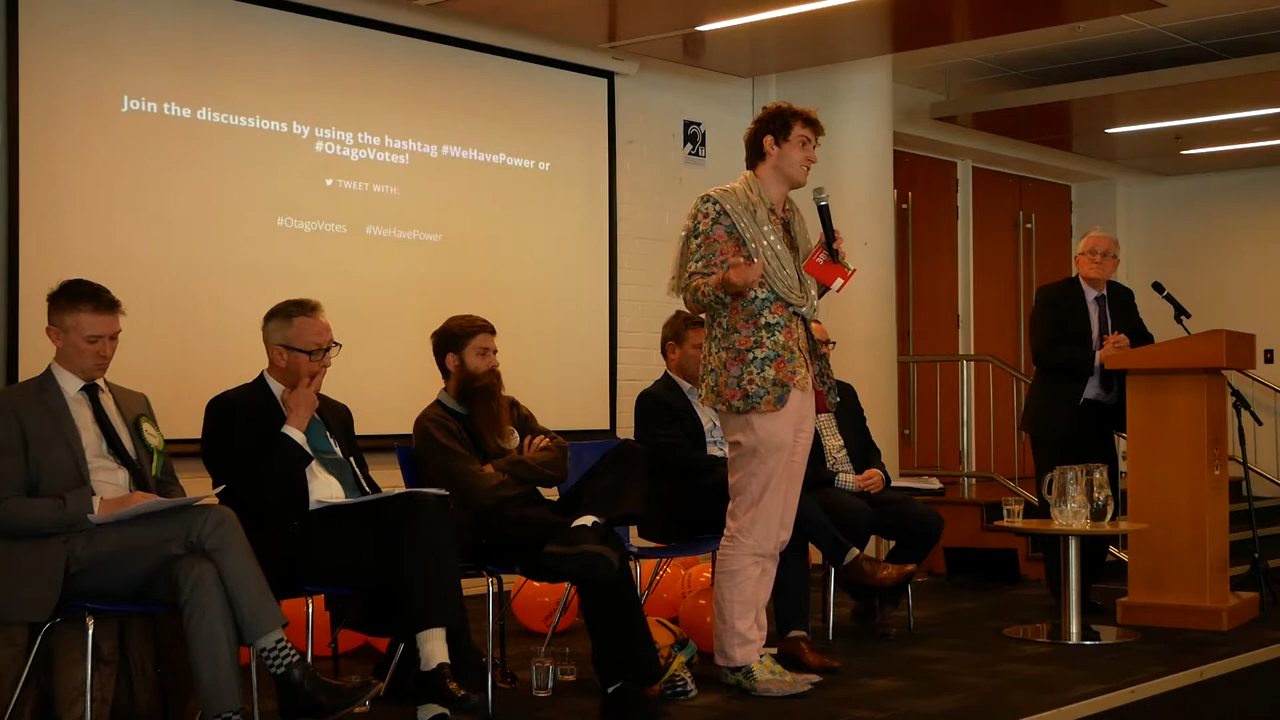 Join the discussions by using the hashtag #WeHavePower or
#OtagoVotes!
TWEET WITH:
#OtagoVotes #WeHavePower
T